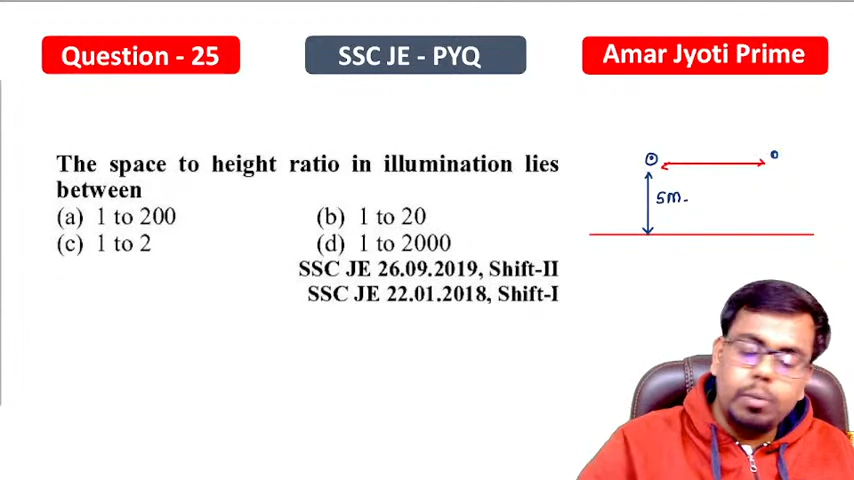 Question - 25
SSC JE - PYQ
Amar Jyoti Prime
The space to height ratio in illumination lies
between
(a) 1 to 200
(b) 1 to 20
(c) 1 to 2
(d) 1 to 2000
SSC JE 26.09.2019, Shift-II
SSC JE 22.01.2018, Shift-I
5m.